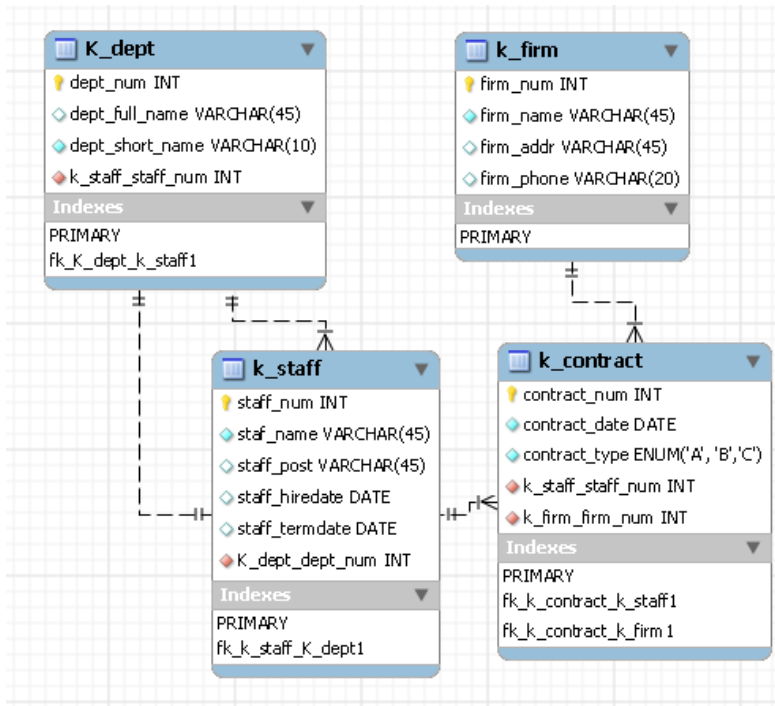 K_dept
dept_num INT
dept_full_name VARCHAR(45)
dept_short_name VARCHAR(10)
k_staff_staff_num INT
Indexes
PRIMARY
fk_K_dept_k_staff1
k_firm
firm_num INT
firm_name VARCHAR(45)
firm_addr VARCHAR(45)
firm_phone VARCHAR(20)
Indexes
PRIMARY
k_staff
staff_num INT
staf_name VARCHAR(45)
staff_post VARCHAR(45)
staff_hiredate DATE
staff_termdate DATE
K_dept_dept_num INT
Indexes
PRIMARY
fk_k_staff_K_dept1
k_contract
contract_num INT
contract_date DATE
contract_type ENUM('A', 'B','C')
k_staff_staff_num INT
k_firm_firm_num INT
Indexes
PRIMARY
fk_k_contract_k_staff1
fk_k_contract_k_firm1